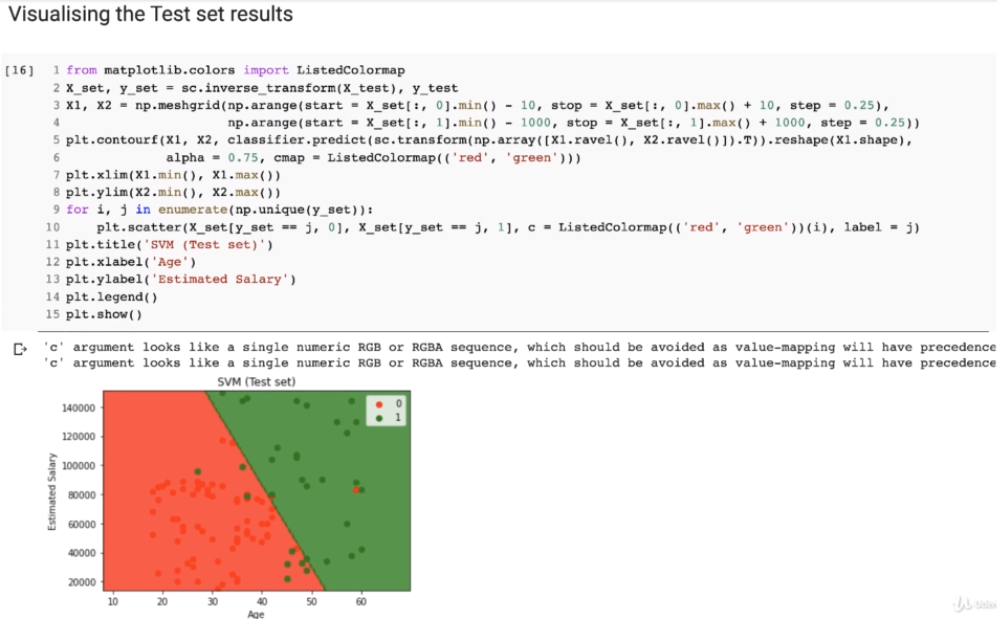 Visualising the Test set results
[16] 1 from matplotlib.colors import ListedColormap
2 X_set, y_set = sc.inverse_transform(X_test), y_test
3 X1, X2 = np.meshgrid(np.arange(start = X_set[:, 0].min() - 10, stop = X_set[:, 0].max() + 10, step = 0.25),
4 np.arange(start = X_set[:, 1].min() - 1000, stop = X_set[:, 1].max() + 1000, step = 0.25))
5 plt.contourf(X1, X2, classifier.predict(sc.transform(np.array([X1.ravel(), X2.ravel()]).T)).reshape(X1.shape),
6 alpha = 0.75, cmap = ListedColormap(('red', 'green')))
7 plt.xlim(X1.min(), X1.max())
8 plt.ylim(X2.min(), X2.max())
9 for i, j in enumerate(np.unique(y_set)):
10 plt.scatter(X_set[y_set == j, 0], X_set[y_set == j, 1], c = ListedColormap(('red', 'green'))(i), label = j)
11 plt.title('SVM (Test set)')
12 plt.xlabel('Age')
13 plt.ylabel('Estimated Salary')
14 plt.legend()
15 plt.show()
'c' argument looks like a single numeric RGB or RGBA sequence, which should be avoided as value-mapping will have precedence
'c' argument looks like a single numeric RGB or RGBA sequence, which should be avoided as value-mapping will have precedence
SVM (Test set)
0
1
140000
120000
100000
80000
60000
40000
20000
Estimated Salary
10 20 30 40 50 60
Age